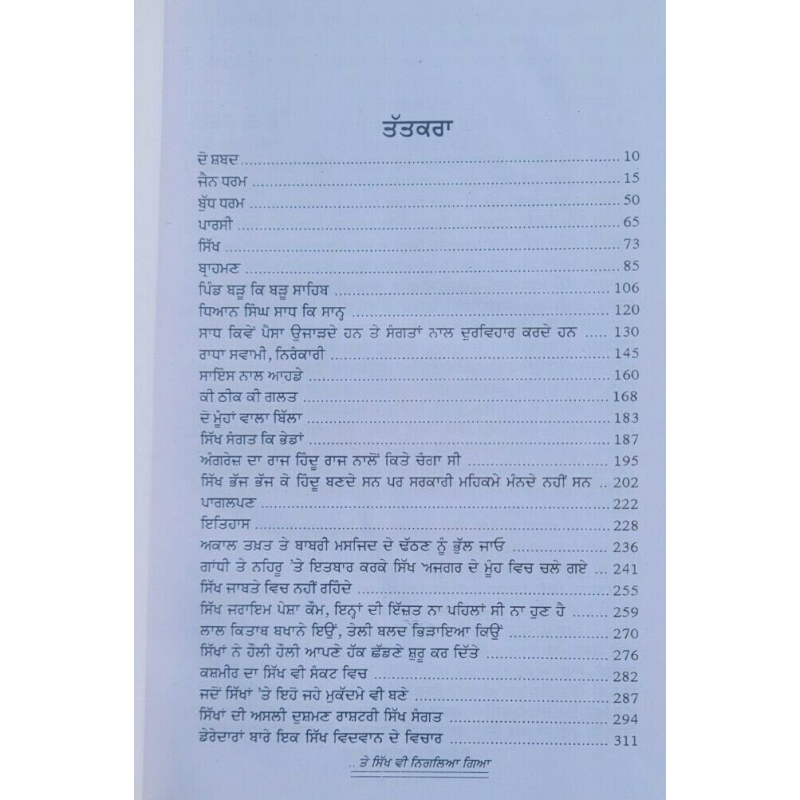 ਤੱਤਕਰਾ
ਦੋ ਸ਼ਬਦ ........ 10
ਜੈਨ ਧਰਮ ........ 15
ਬੁੱਧ ਧਰਮ ........ 50
ਪਾਰਸੀ ........ 65
ਸਿੱਖ ........ 73
ਬ੍ਰਾਹਮਣ ........ 85
ਪਿੰਡ ਬੜੂ ਕਿ ਬੜੂ ਸਾਹਿਬ ........ 106
ਧਿਆਨ ਸਿੰਘ ਸਾਧ ਕਿ ਸਾਨ੍ਹ ........ 120
ਸਾਧ ਕਿਵੇਂ ਪੈਸਾ ਉਜਾੜਦੇ ਹਨ ਤੇ ਸੰਗਤਾਂ ਨਾਲ ਦੁਰਵਿਹਾਰ ਕਰਦੇ ਹਨ ..... 130
ਰਾਧਾ ਸਵਾਮੀ, ਨਿਰੰਕਾਰੀ ........ 145
ਸਾਇੰਸ ਨਾਲ ਆਹਡੇ ........ 160
ਕੀ ਠੀਕ ਕੀ ਗਲਤ ........ 168
ਦੋ ਮੂੰਹਾਂ ਵਾਲਾ ਬਿੱਲਾ ........ 183
ਸਿੱਖ ਸੰਗਤ ਕਿ ਭੇਡਾਂ ........ 187
ਅੰਗਰੇਜ਼ ਦਾ ਰਾਜ ਹਿੰਦੂ ਰਾਜ ਨਾਲੋਂ ਕਿਤੇ ਚੰਗਾ ਸੀ ........ 195
ਸਿੱਖ ਭੱਜ ਭੱਜ ਕੇ ਹਿੰਦੂ ਬਣਦੇ ਸਨ ਪਰ ਸਰਕਾਰੀ ਮਹਿਕਮੇ ਮੰਨਦੇ ਨਹੀਂ ਸਨ .. 202
ਪਾਗਲਪਣ ........ 222
ਇਤਿਹਾਸ ........ 228
ਅਕਾਲ ਤਖ਼ਤ ਤੇ ਬਾਬਰੀ ਮਸਜਿਦ ਦੇ ਢੱਠਣ ਨੂੰ ਭੁੱਲ ਜਾਓ ........ 236
ਗਾਂਧੀ ਤੇ ਨਹਿਰੂ 'ਤੇ ਇਤਬਾਰ ਕਰਕੇ ਸਿੱਖ ਅਜਗਰ ਦੇ ਮੂੰਹ ਵਿਚ ਚਲੇ ਗਏ ... 241
ਸਿੱਖ ਜਾਬਤੇ ਵਿਚ ਨਹੀਂ ਰਹਿੰਦੇ ........ 255
ਸਿੱਖ ਜਰਾਇਮ ਪੇਸ਼ਾ ਕੌਮ, ਇਨ੍ਹਾਂ ਦੀ ਇੱਜ਼ਤ ਨਾ ਪਹਿਲਾਂ ਸੀ ਨਾ ਹੁਣ ਹੈ ........ 259
ਲਾਲ ਕਿਤਾਬ ਬਖਾਨੇ ਇਉਂ, ਤੇਲੀ ਬਲਦ ਭਿੜਾਇਆ ਕਿਉਂ ........ 270
ਸਿੱਖਾਂ ਨੇ ਹੌਲੀ ਹੌਲੀ ਆਪਣੇ ਹੱਕ ਛੱਡਣੇ ਸ਼ੁਰੂ ਕਰ ਦਿੱਤੇ ........ 276
ਕਸ਼ਮੀਰ ਦਾ ਸਿੱਖ ਵੀ ਸੰਕਟ ਵਿਚ ........ 282
ਜਦੋਂ ਸਿੱਖਾਂ 'ਤੇ ਇਹੋ ਜਹੇ ਮੁਕੱਦਮੇ ਵੀ ਬਣੇ ........ 287
ਸਿੱਖਾਂ ਦੀ ਅਸਲੀ ਦੁਸ਼ਮਣ ਰਾਸ਼ਟਰੀ ਸਿੱਖ ਸੰਗਤ ........ 294
ਡੇਰੇਦਾਰਾਂ ਬਾਰੇ ਇਕ ਸਿੱਖ ਵਿਦਵਾਨ ਦੇ ਵਿਚਾਰ ........ 311
.. ਤੇ ਸਿੱਖ ਵੀ ਨਿਗਲਿਆ ਗਿਆ